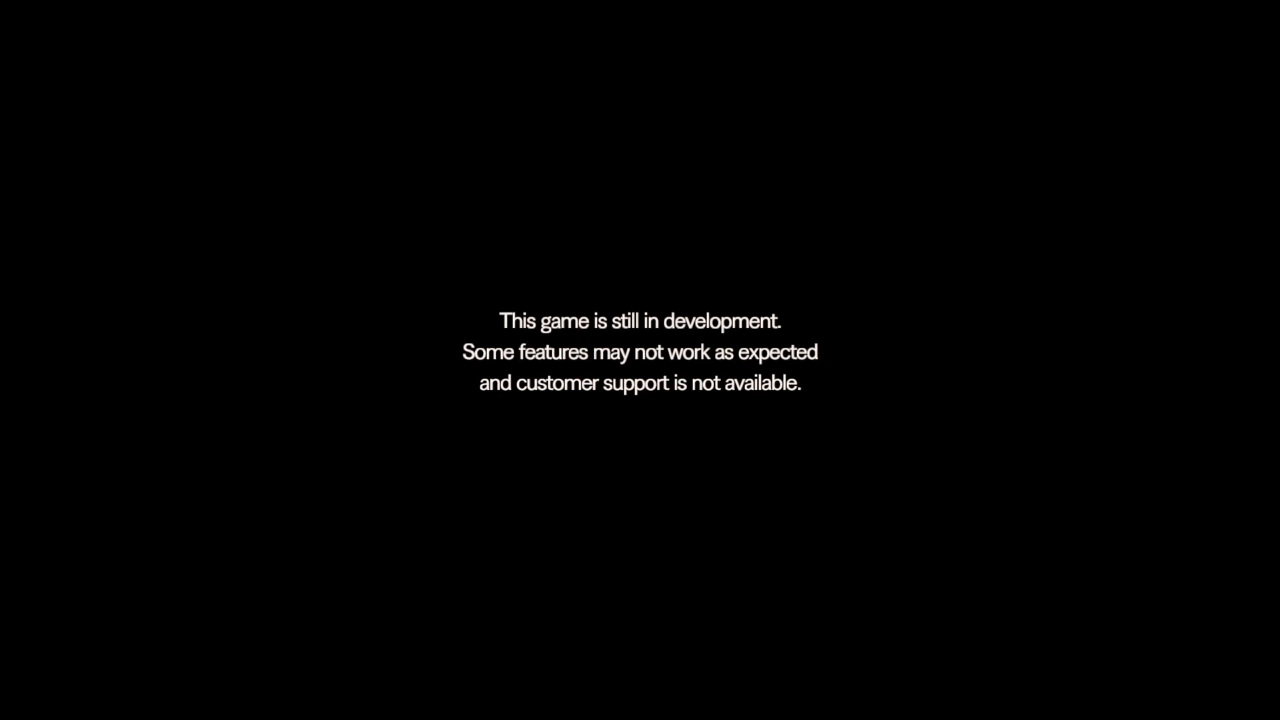 This game is still in development.
Some features may not work as expected
and customer support is not available.